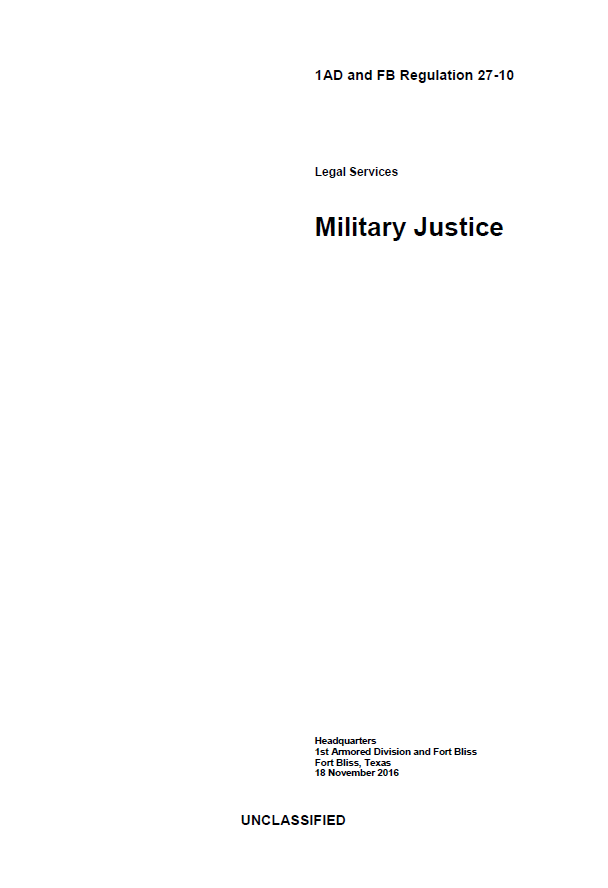 1AD and FB Regulation 27-10
Legal Services
Military Justice
Headquarters
1st Armored Division and Fort Bliss
Fort Bliss, Texas
18 November 2016
UNCLASSIFIED